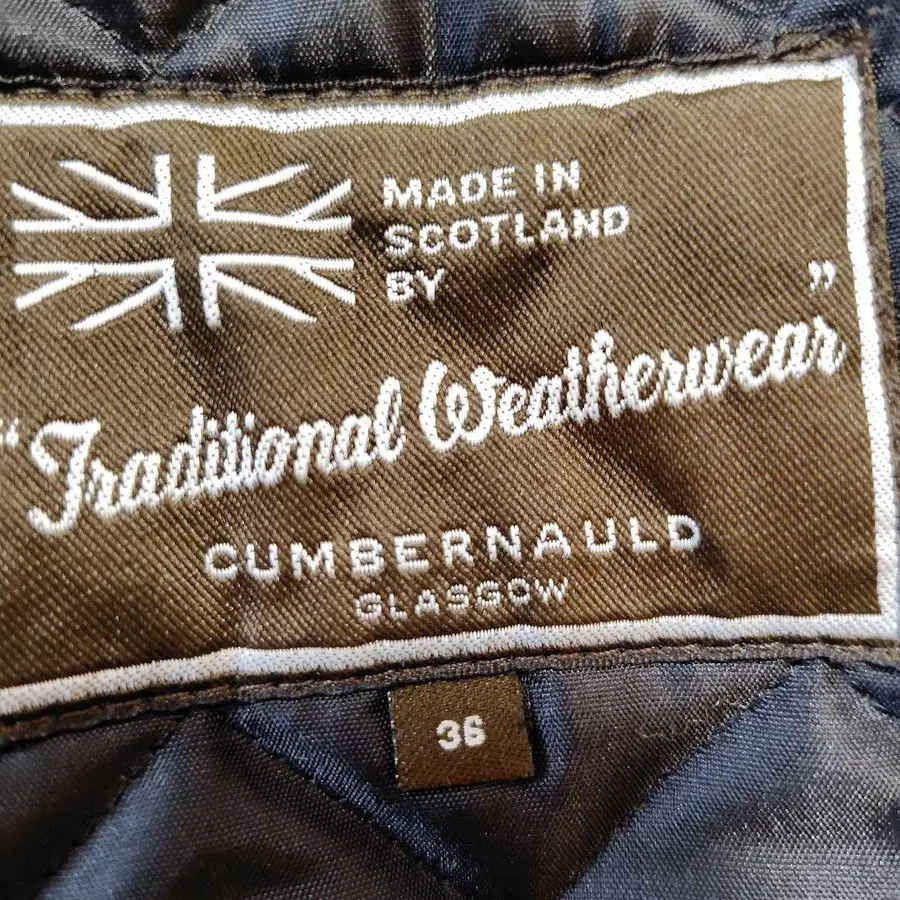 MADE IN
SCOTLAND
BY
“Traditional Weatherwear”
CUMBERNAULD
GLASGOW
36